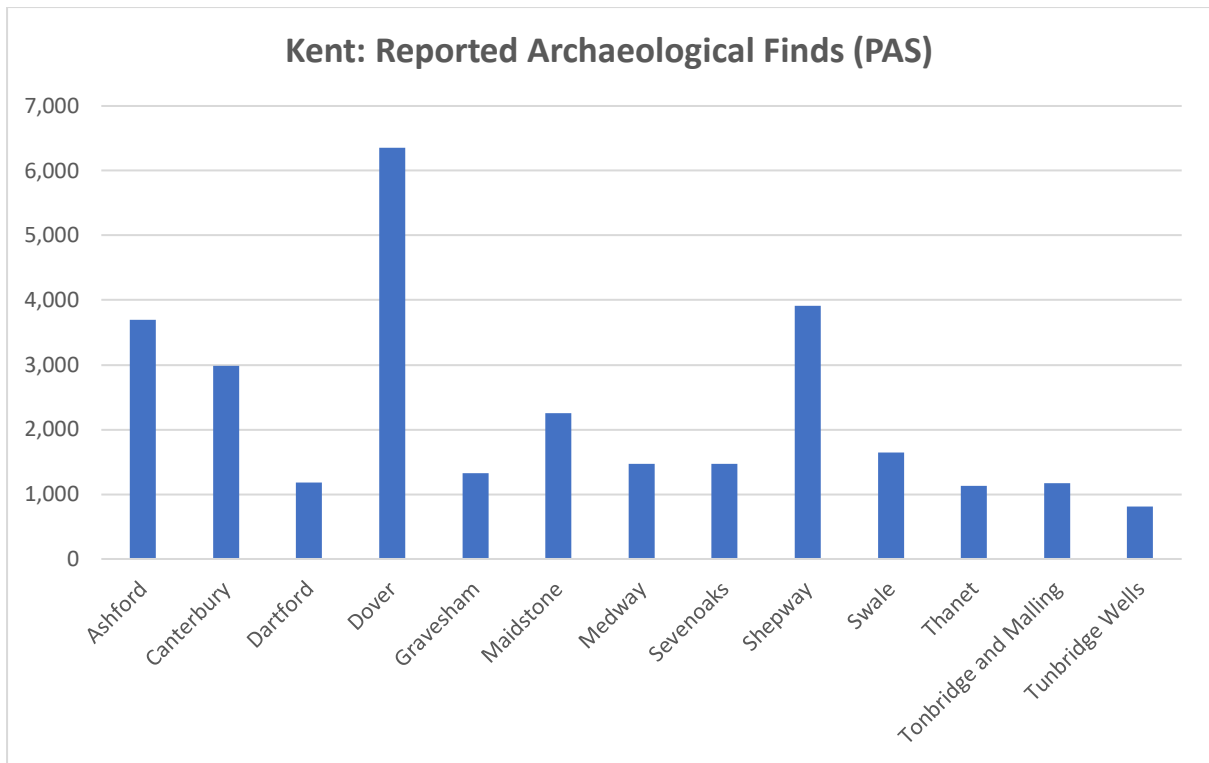 Kent: Reported Archaeological Finds (PAS)
7,000
6,000
5,000
4,000
3,000
2,000
1,000
0
Ashford
Canterbury
Dartford
Dover
Gravesham
Maidstone
Medway
Sevenoaks
Shepway
Swale
Thanet
Tonbridge and Malling
Tunbridge Wells